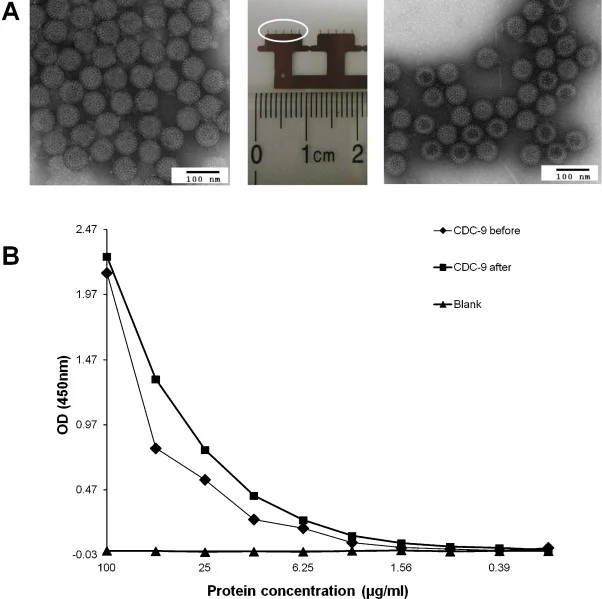 A
100 nm
0 1cm 2
100 nm
B
2.47
1.97
1.47
0.97
0.47
-0.03
OD (450nm)
100 25 6.25 1.56 0.39
Protein concentration (µg/ml)
CDC-9 before
CDC-9 after
Blank